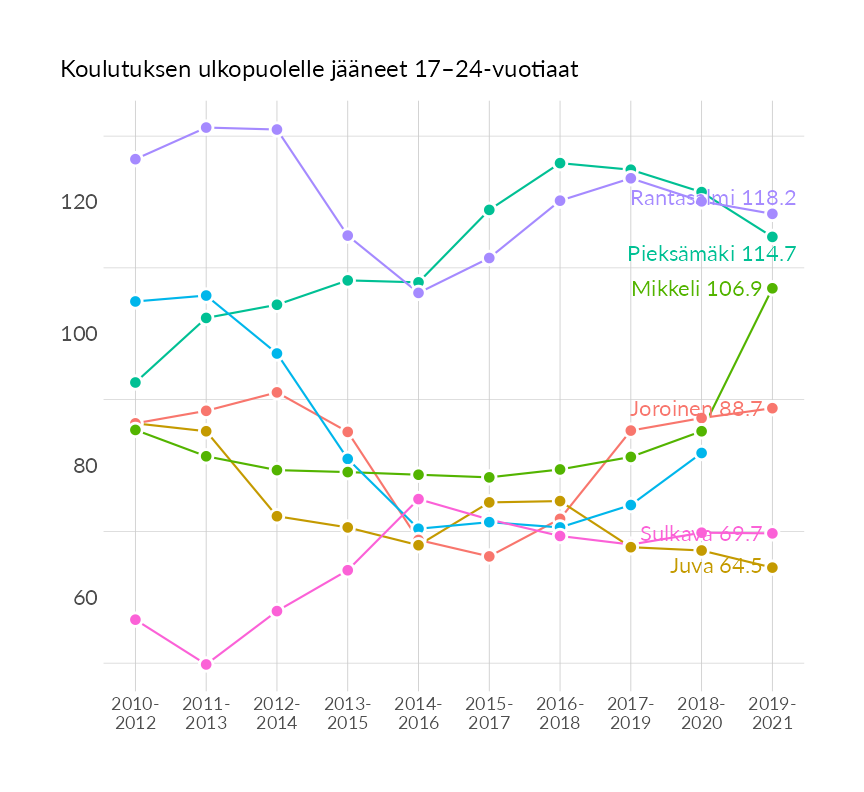 Koulutuksen ulkopuolelle jääneet 17–24-vuotiaat
120
Rantasalmi 118.2
Pieksämäki 114.7
Mikkeli 106.9
100
Joroinen 88.7
80
Sulkava 69.7
Juva 64.5
60
2010- 2011- 2012- 2013- 2014- 2015- 2016- 2017- 2018- 2019-
2012 2013 2014 2015 2016 2017 2018 2019 2020 2021